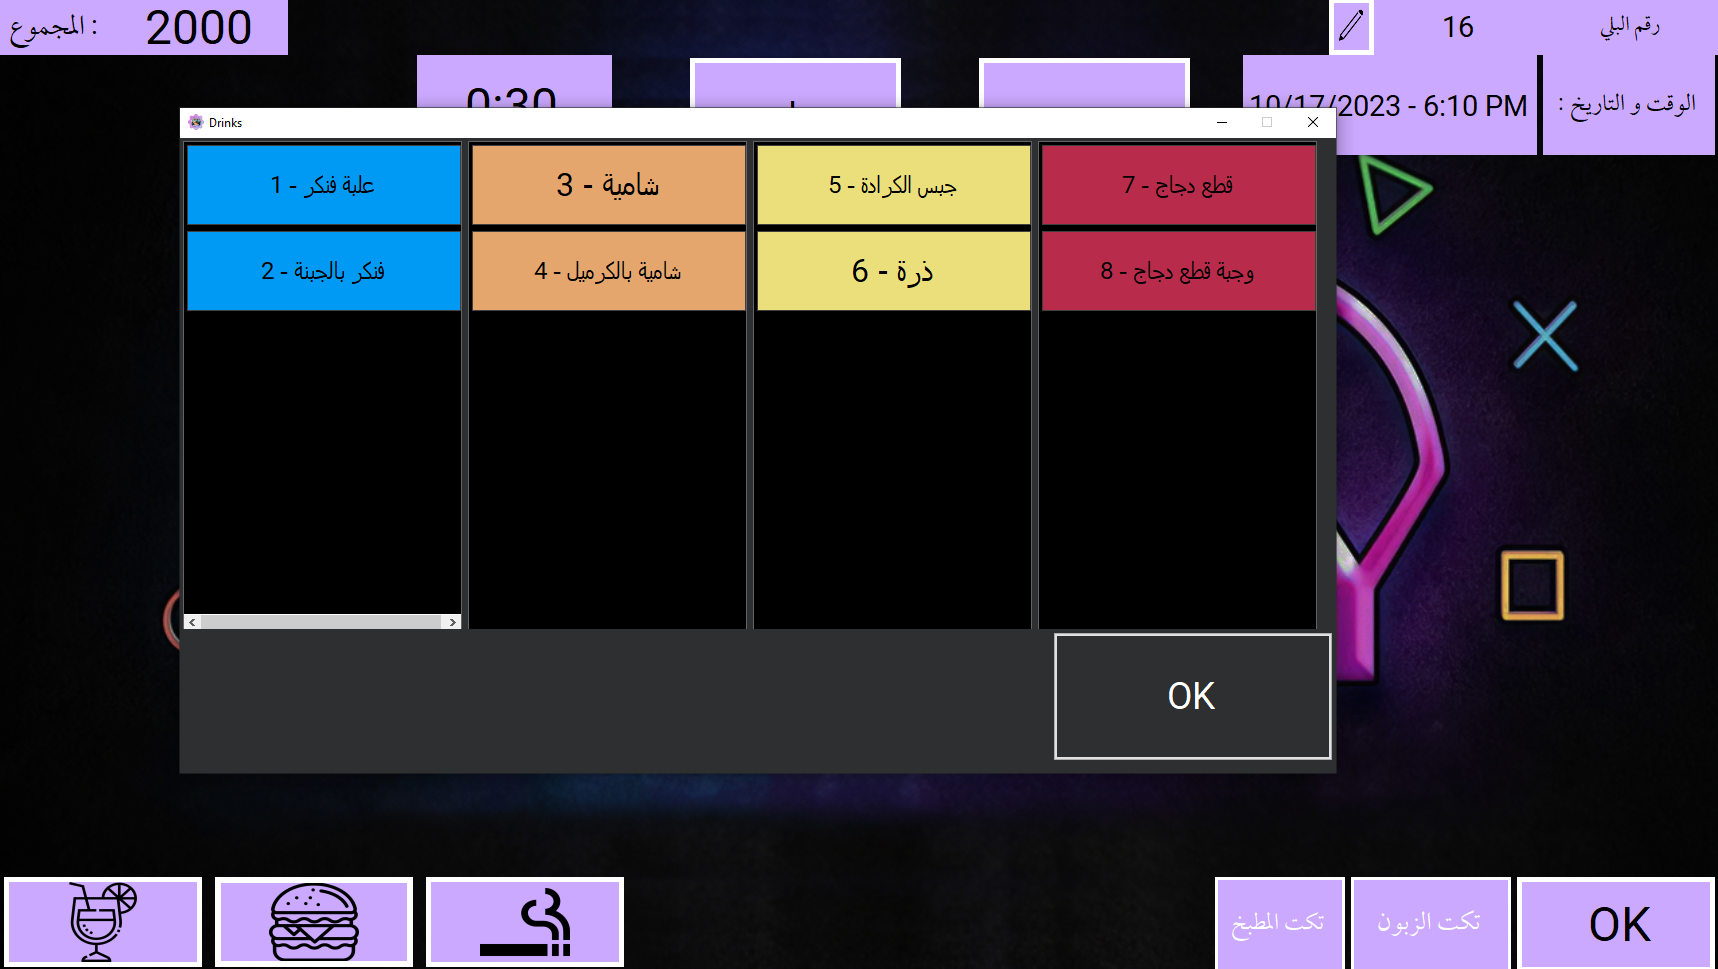 المجموع :
2000
16
رقم البلي
0:30
10/17/2023 - 6:10 PM
الوقت و التاريخ :
Drinks
علبة فنكر - 1
شامية - 3
جبس الكرادة - 5
قطع دجاج - 7
فنكر بالجبنة - 2
شامية بالكرميل - 4
ذرة - 6
وجبة قطع دجاج - 8
OK
تكت المطبخ
تكت الزبون
OK